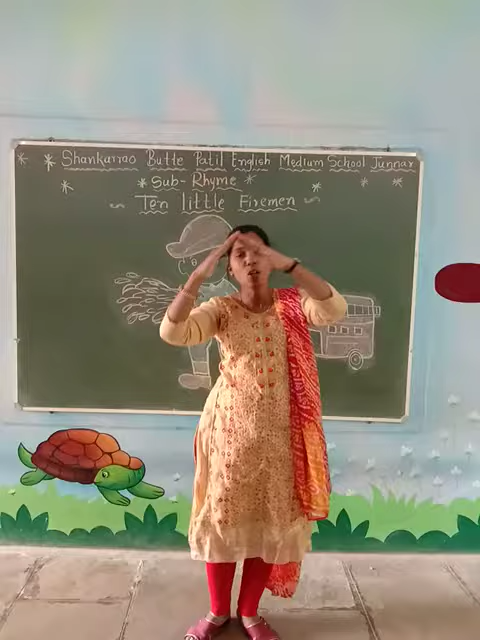 Shankarrao Butte Patil English Medium School Junnar
Sub- Rhyme
Ten little Firemen